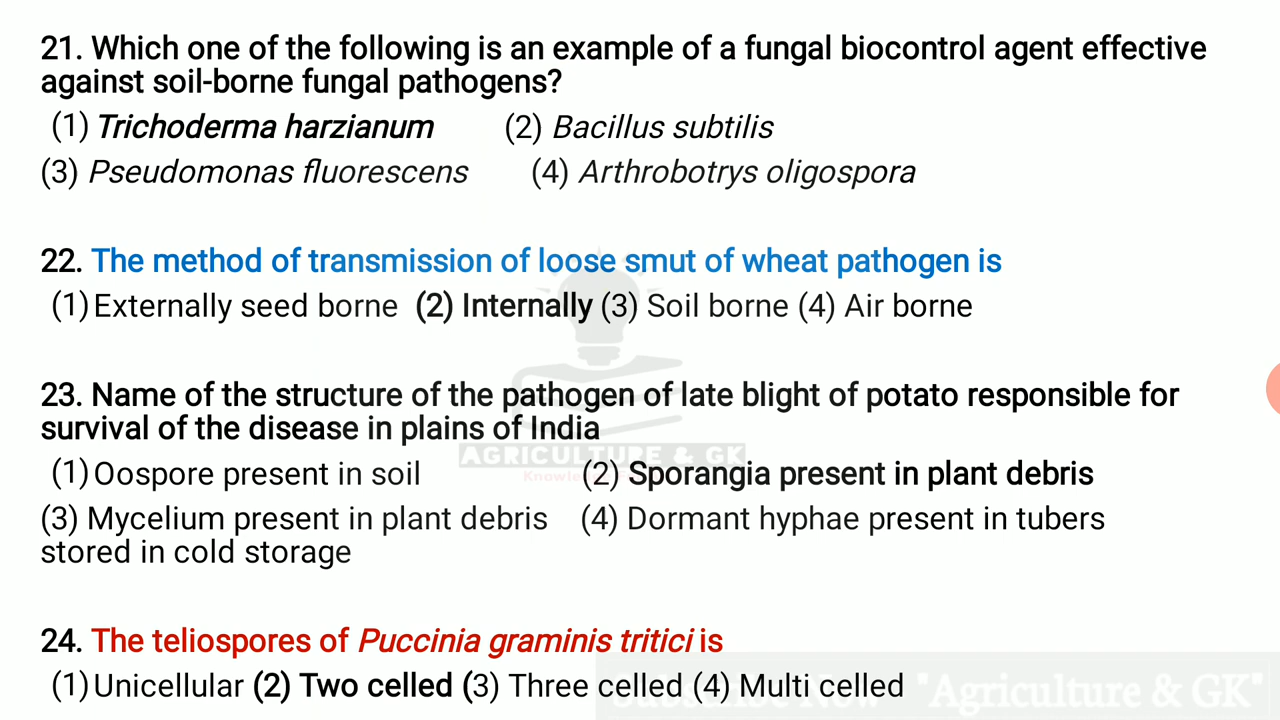 21. Which one of the following is an example of a fungal biocontrol agent effective
against soil-borne fungal pathogens?
(1) Trichoderma harzianum (2) Bacillus subtilis
(3) Pseudomonas fluorescens (4) Arthrobotrys oligospora
22. The method of transmission of loose smut of wheat pathogen is
(1) Externally seed borne (2) Internally (3) Soil borne (4) Air borne
23. Name of the structure of the pathogen of late blight of potato responsible for
survival of the disease in plains of India
AGRICULTURE & GK
(1) Oospore present in soil (2) Sporangia present in plant debris
(3) Mycelium present in plant debris (4) Dormant hyphae present in tubers
stored in cold storage
24. The teliospores of Puccinia graminis tritici is
(1) Unicellular (2) Two celled (3) Three celled (4) Multi celled
Subscribe Now "Agriculture & GK"